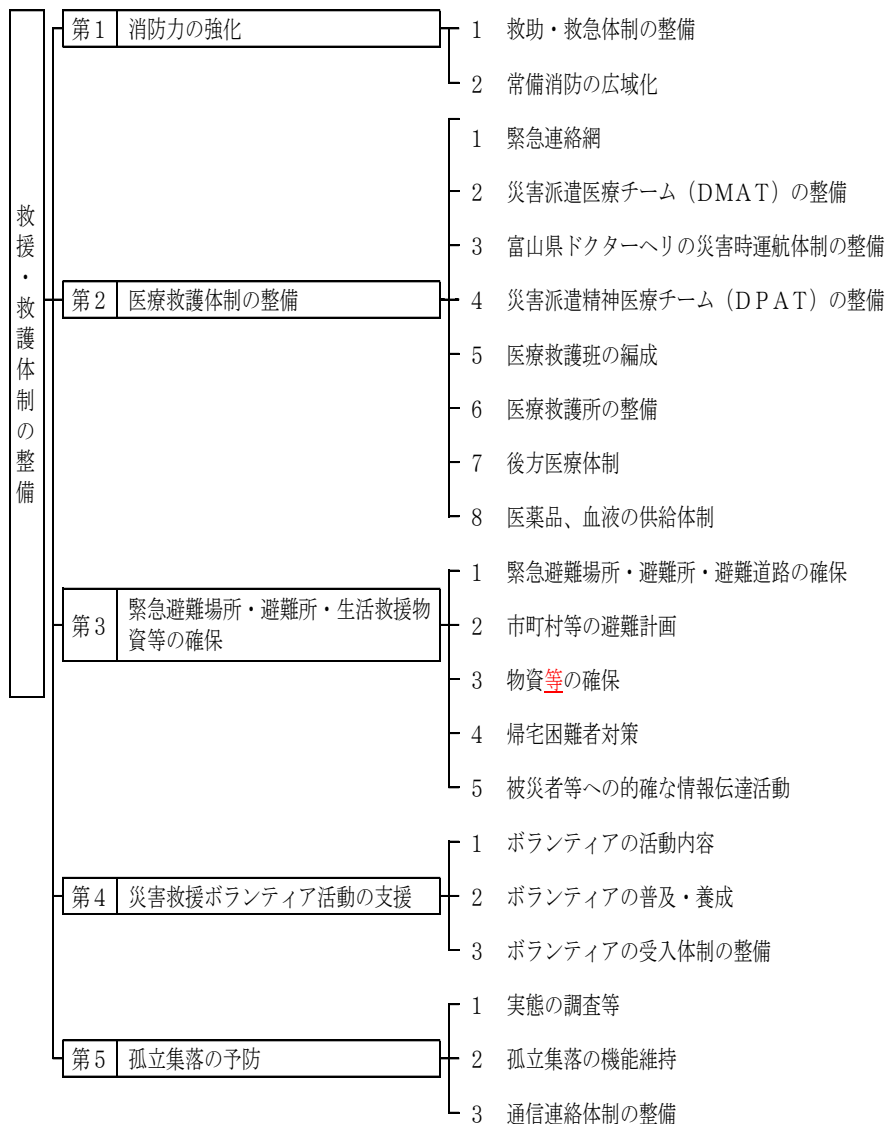 救援・救護体制の整備
第1 消防力の強化
1 救助・救急体制の整備
2 常備消防の広域化
第2 医療救護体制の整備
1 緊急連絡網
2 災害派遣医療チーム（DMAT）の整備
3 富山県ドクターヘリの災害時運航体制の整備
4 災害派遣精神医療チーム（DPAT）の整備
5 医療救護班の編成
6 医療救護所の整備
7 後方医療体制
8 医薬品、血液の供給体制
第3 緊急避難場所・避難所・生活救援物
資等の確保
1 緊急避難場所・避難所・避難道路の確保
2 市町村等の避難計画
3 物資等の確保
4 帰宅困難者対策
5 被災者等への的確な情報伝達活動
第4 災害救援ボランティア活動の支援
1 ボランティアの活動内容
2 ボランティアの普及・養成
3 ボランティアの受入体制の整備
第5 孤立集落の予防
1 実態の調査等
2 孤立集落の機能維持
3 通信連絡体制の整備